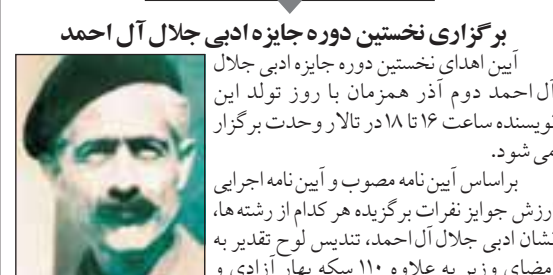 برگزاری نخستین دوره جایزه ادبی جلال آل احمد
آیین اهدای نخستین دوره جایزه ادبی جلال
آل احمد دوم آذر همزمان با روز تولد این
نویسنده ساعت ۱۶ تا ۱۸ در تالار وحدت برگزار
می شود.
براساس آیین نامه مصوب و آیین نامه اجرایی
ارزش جوایز نفرات برگزیده هر کدام از رشته ها،
نشان ادبی جلال آل احمد، تندیس لوح تقدیر به
امضای وزیر به علاوه ۱۱۰ سکه بهار آزادی و